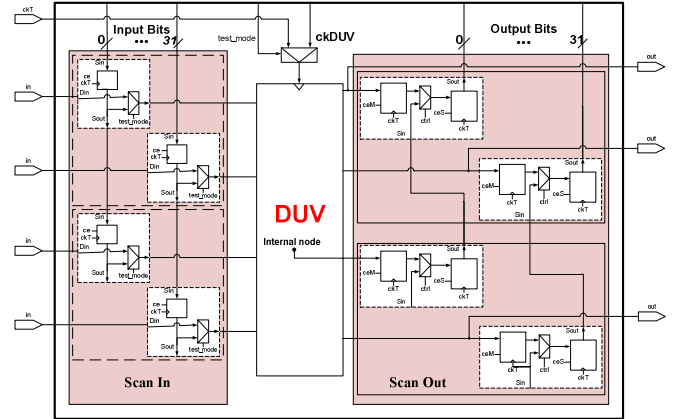 ckT
Input Bits
0 ... 31
test_mode
ckDUV
Output Bits
0 ... 31
Sin
ce
ckT
Din
Sout
test_mode
in
Sin
ce
ckT
Din
Sout
test_mode
in
Sin
ce
ckT
Din
Sout
test_mode
in
Sin
ce
ckT
Din
Sout
test_mode
in
Scan In
DUV
Internal node
Sout
ceM
ckT
ctrl
ceS
ckT
Sin
out
Sout
ceM
ckT
ctrl
ceS
ckT
Sin
out
Sout
ceM
ckT
ctrl
ceS
ckT
Sin
Sout
ceM
ckT
ctrl
ceS
ckT
Sin
out
Scan Out